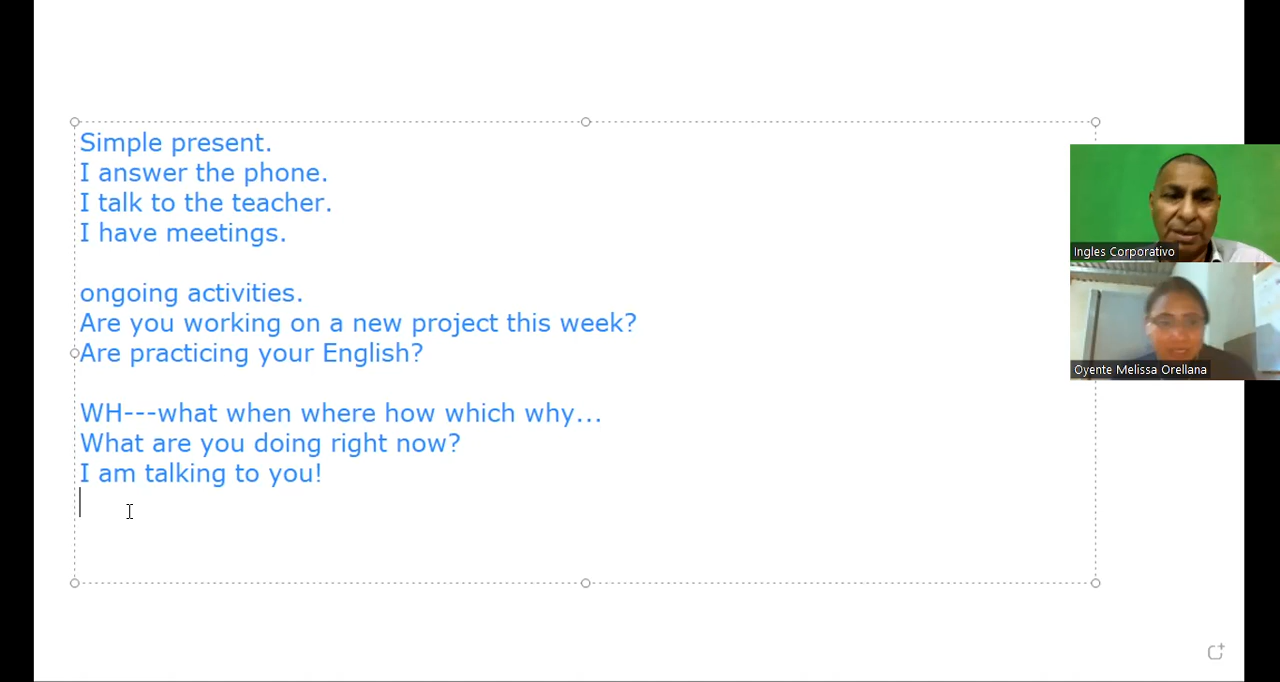 Simple present.
I answer the phone.
I talk to the teacher.
I have meetings.
ongoing activities.
Are you working on a new project this week?
Are practicing your English?
WH---what when where how which why...
What are you doing right now?
I am talking to you!
Ingles Corporativo
Oyente Melissa Orellana